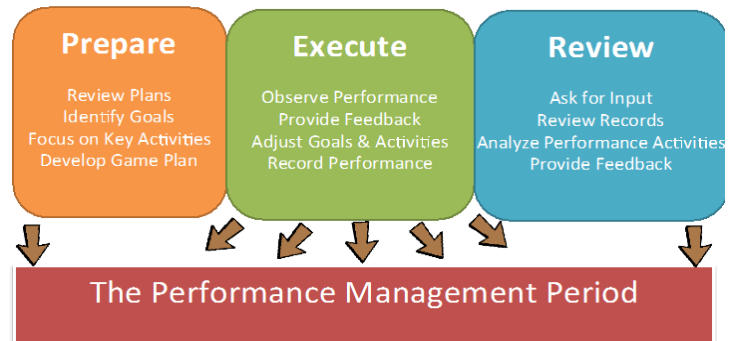 Prepare
Review Plans
Identify Goals
Focus on Key Activities
Develop Game Plan
Execute
Observe Performance
Provide Feedback
Adjust Goals & Activities
Record Performance
Review
Ask for Input
Review Records
Analyze Performance Activities
Provide Feedback
The Performance Management Period